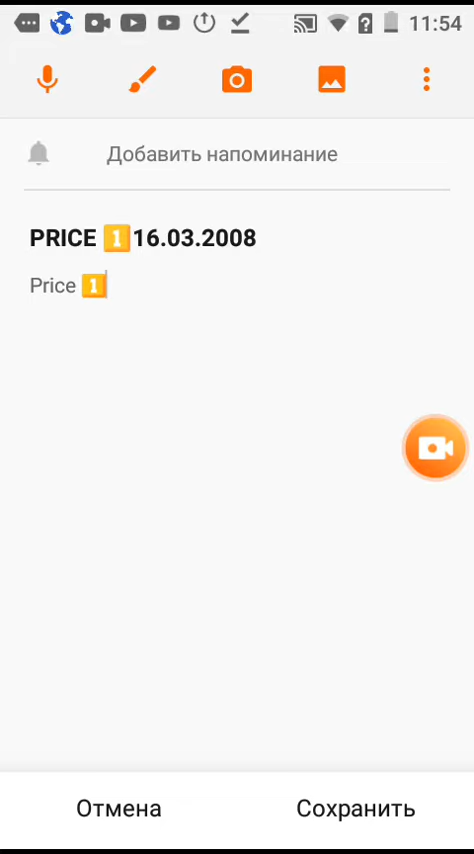 11:54
Добавить напоминание
PRICE 1️⃣16.03.2008
Price 1️⃣
Отмена Сохранить